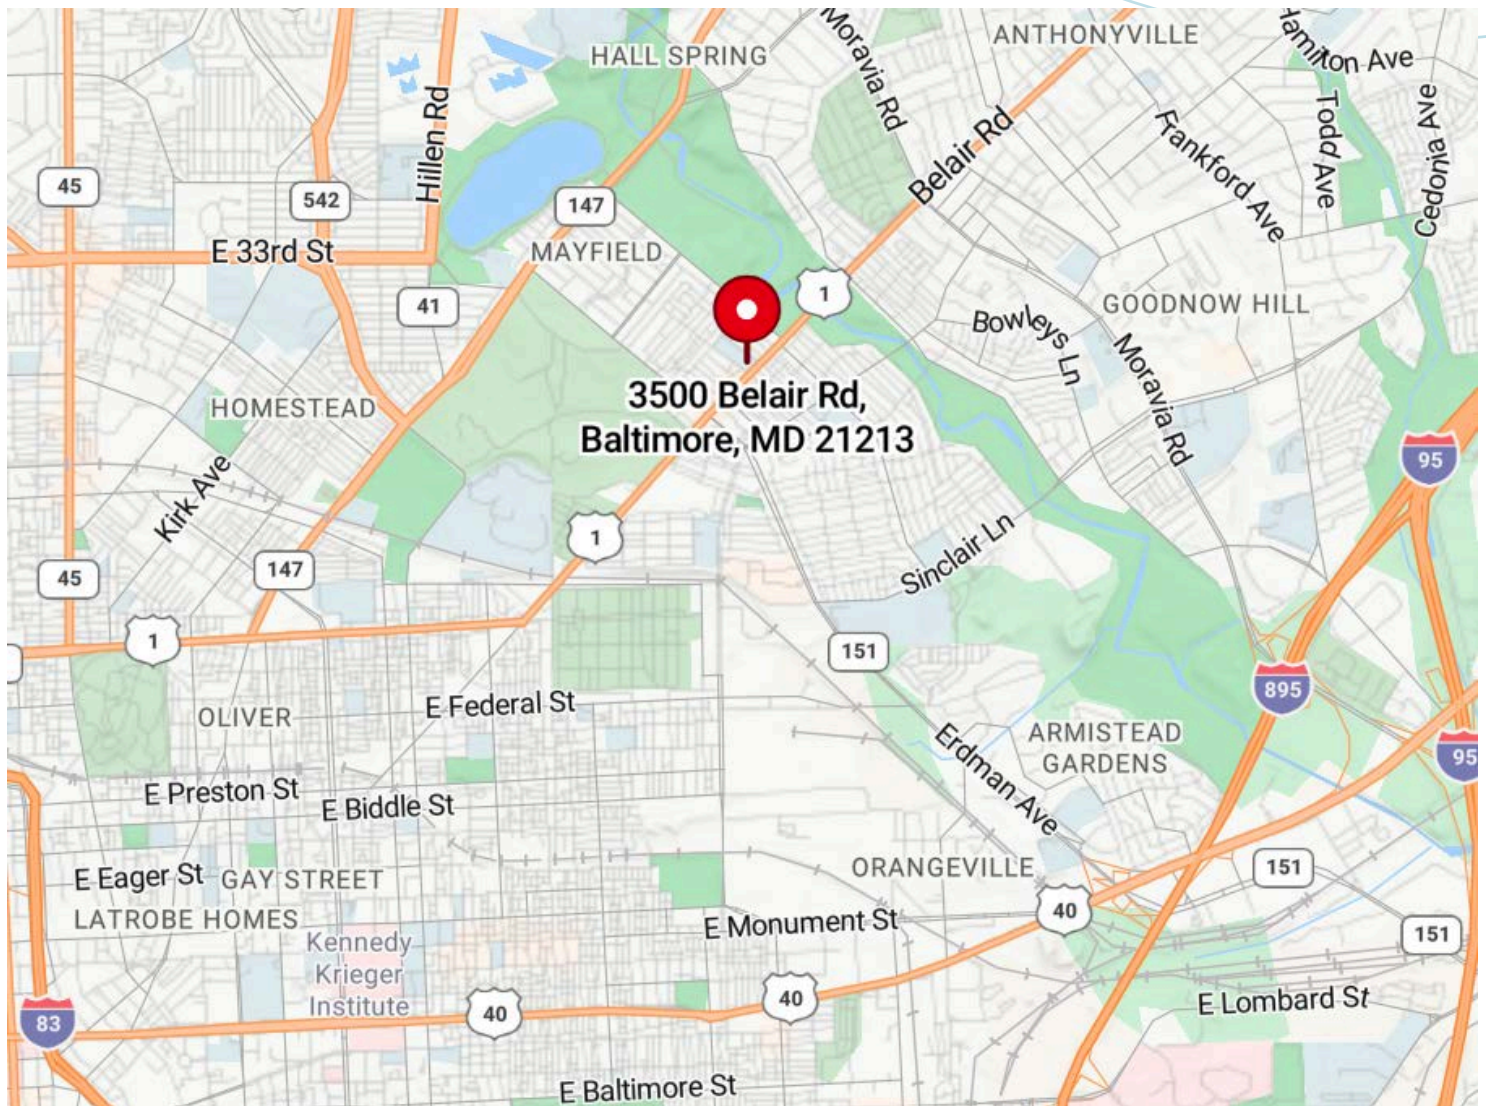 HALL SPRING
Moravia Rd
ANTHONYVILLE
Hamilton Ave
Hillen Rd
Belair Rd
Frankford Ave
Todd Ave
Cedonia Ave
45
542
147
E 33rd St
MAYFIELD
41
1
Bowleys Ln
GOODNOW HILL
Moravia Rd
3500 Belair Rd,
Baltimore, MD 21213
HOMESTEAD
Kirk Ave
95
1
Sinclair Ln
45
147
1
151
895
E Federal St
OLIVER
Erdman Ave
ARMISTEAD
GARDENS
95
E Preston St
E Biddle St
E Eager St
GAY STREET
ORANGEVILLE
151
LATROBE HOMES
E Monument St
40
151
Kennedy
Krieger
Institute
83
40
40
E Lombard St
E Baltimore St